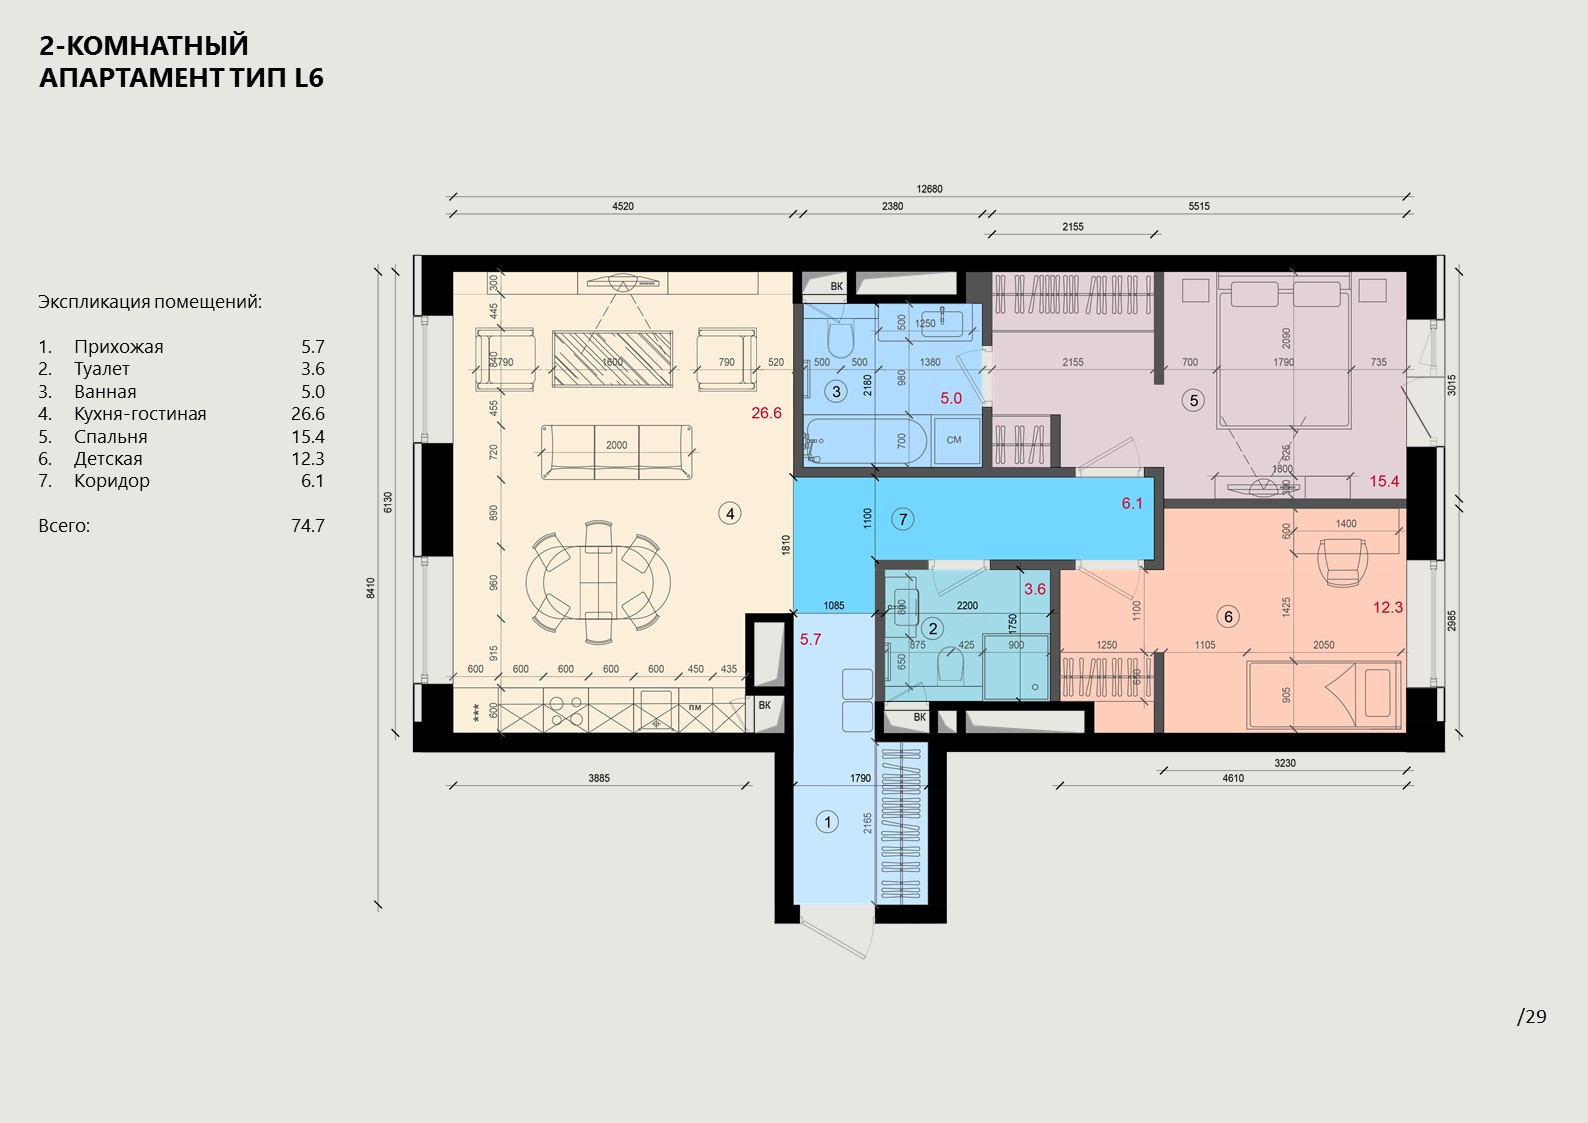 2-КОМНАТНЫЙ
АПАРТАМЕНТ ТИП L6
Экспликация помещений:
1. Прихожая 5.7
2. Туалет 3.6
3. Ванная 5.0
4. Кухня-гостиная 26.6
5. Спальня 15.4
6. Детская 12.3
7. Коридор 6.1
Всего: 74.7
12680
4520 2380 5515
2155
300 ВК
445 500 1250 2090
840 790 1600 790 520 500 500 1380 2155 700 1790 735
980 2180 3015
3 5.0 5
455 26.6
2000 720 700 СМ 626
1800 300 15.4
6130 890 4 1810 1100 7 6.1
600 1400
8410 960 1085 800 2200 1750 3.6 1100 1425 12.3
5.7 2 6 2985
915 875 425 900 1250 1105 2050
600 600 600 600 600 450 435 650 650
*** 600 пм ВК ВК 905
3230
3885 1790 4610
1 2165
/29